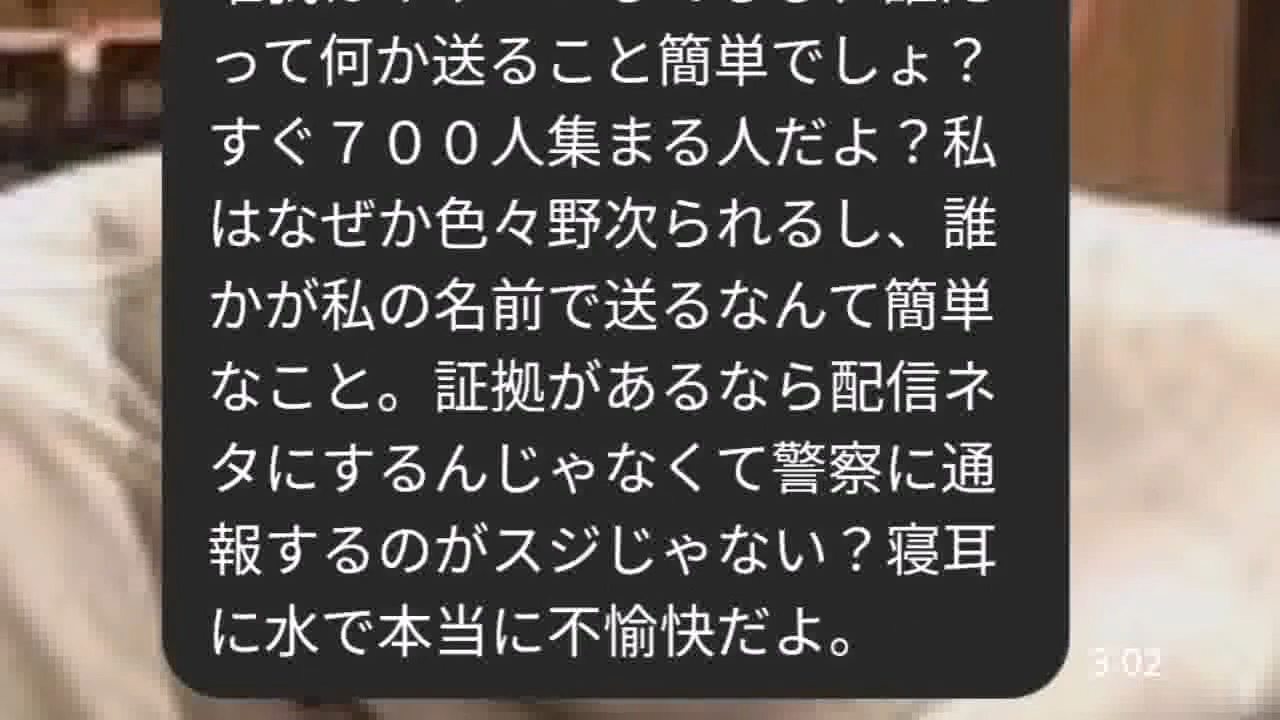 って何か送ること簡単でしょ？
すぐ７００人集まる人だよ？私
はなぜか色々野次られるし、誰
かが私の名前で送るなんて簡単
なこと。証拠があるなら配信ネ
タにするんじゃなくて警察に通
報するのがスジじゃない？寝耳
に水で本当に不愉快だよ。
3:02